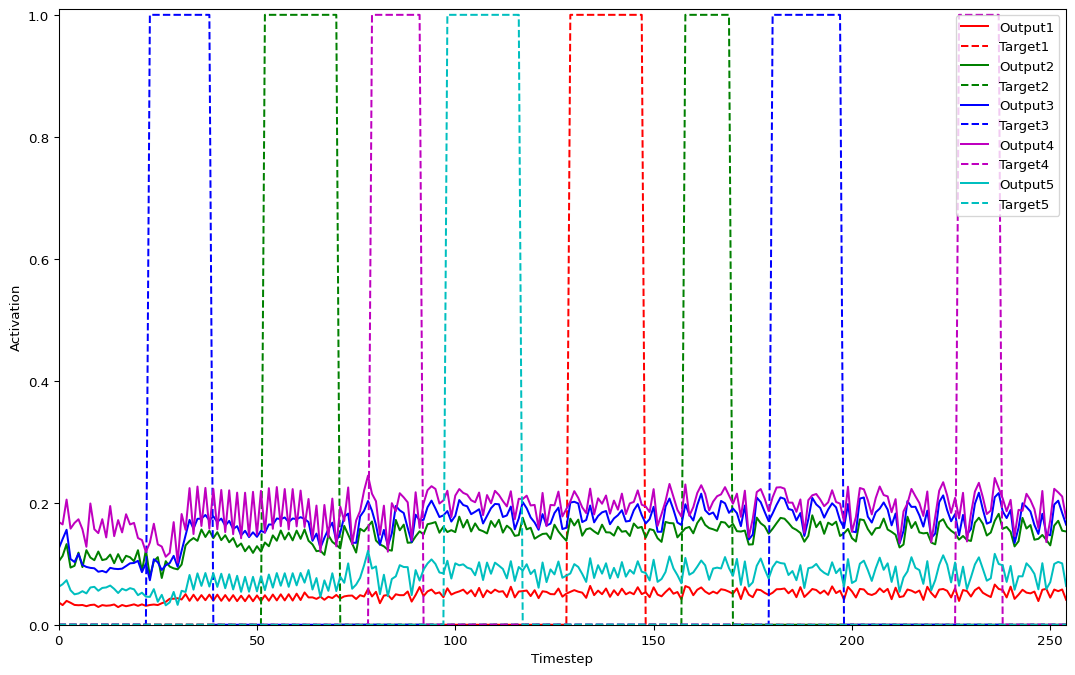 1.0
0.8
0.6
0.4
0.2
0.0
Activation
0
50
100
150
200
250
Timestep
Output1
Target1
Output2
Target2
Output3
Target3
Output4
Target4
Output5
Target5